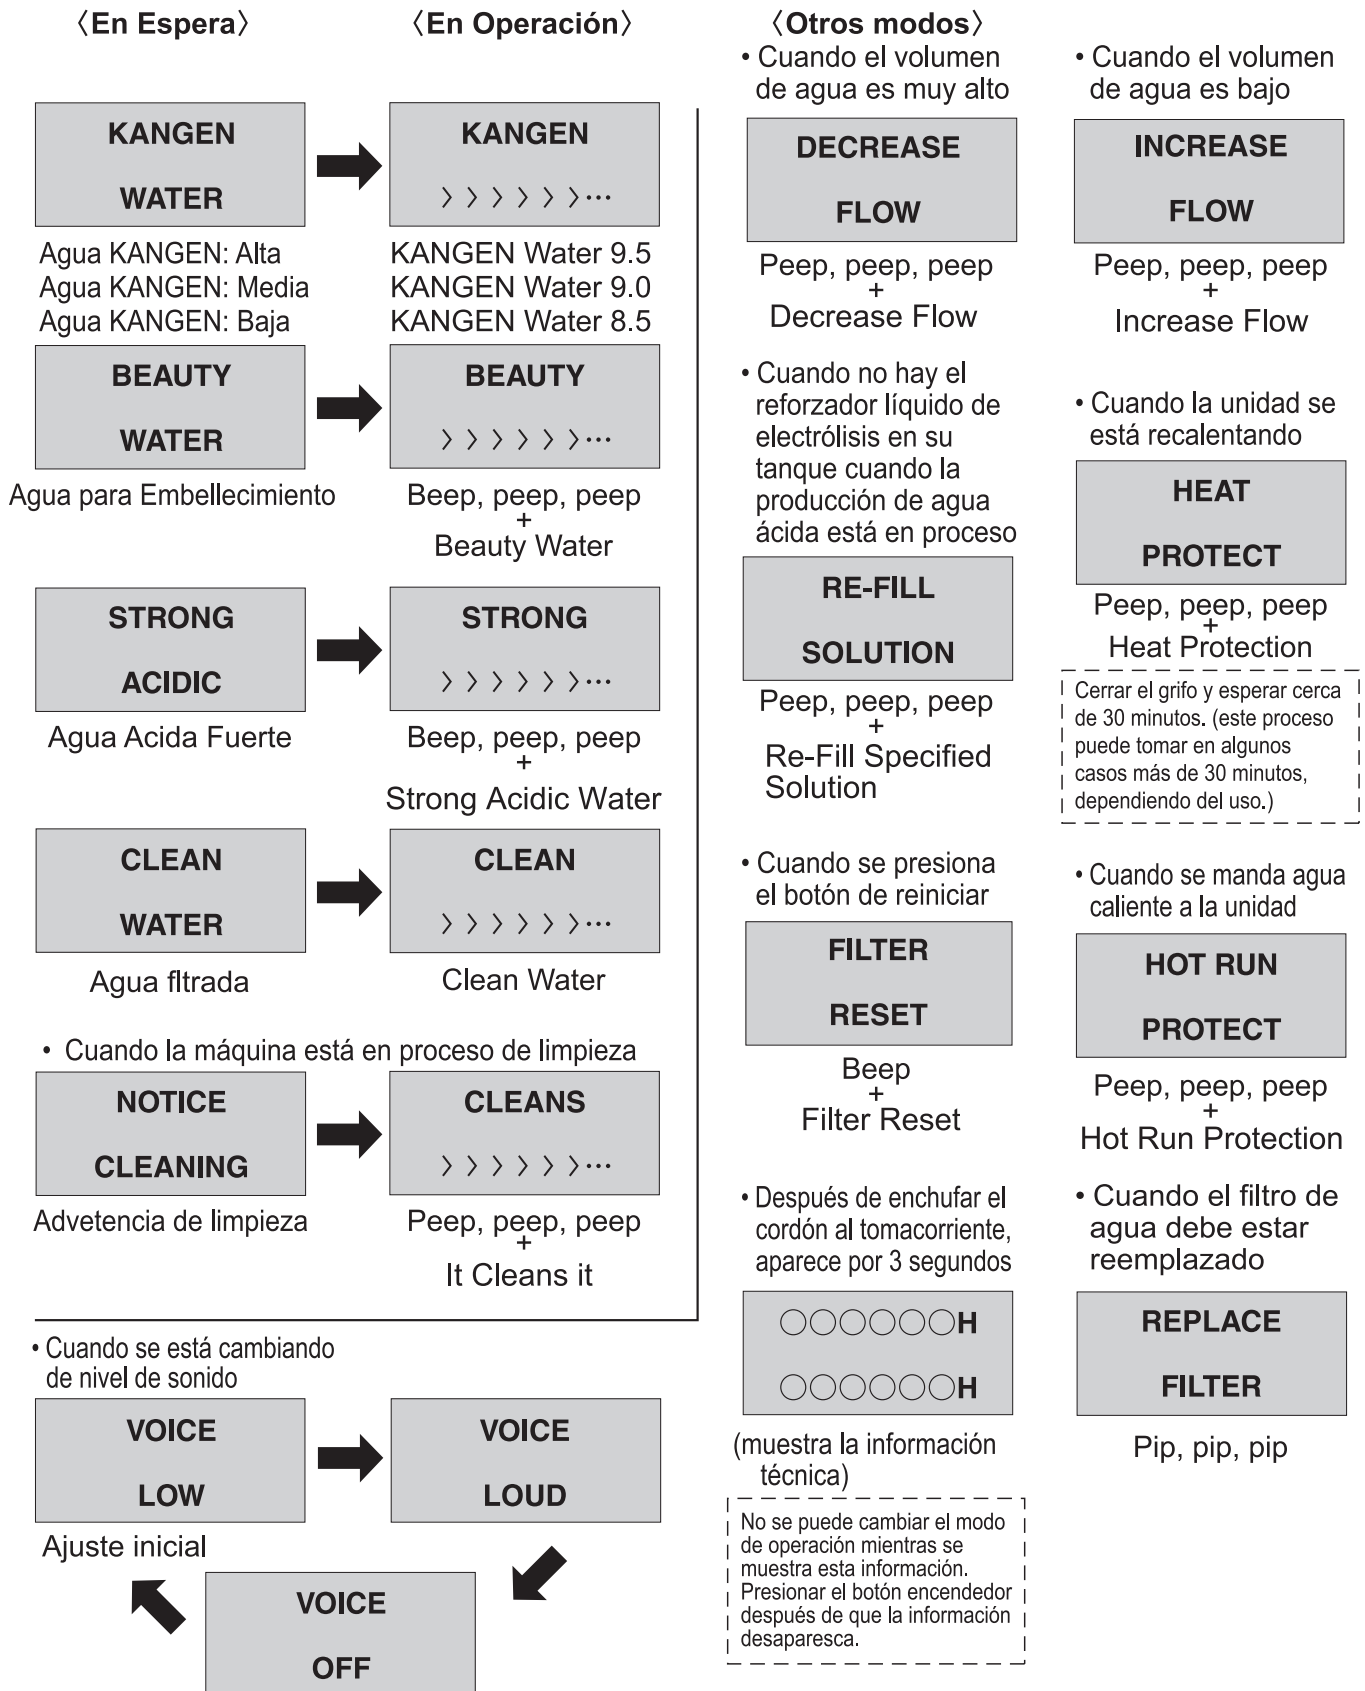 〈En Espera〉
〈En Operación〉
KANGEN
WATER
KANGEN
〉〉〉〉〉〉···
Agua KANGEN: Alta
Agua KANGEN: Media
Agua KANGEN: Baja
KANGEN Water 9.5
KANGEN Water 9.0
KANGEN Water 8.5
BEAUTY
WATER
BEAUTY
〉〉〉〉〉〉···
Agua para Embellecimiento
Beep, peep, peep
+
Beauty Water
STRONG
ACIDIC
STRONG
〉〉〉〉〉〉···
Agua Acida Fuerte
Beep, peep, peep
+
Strong Acidic Water
CLEAN
WATER
CLEAN
〉〉〉〉〉〉···
Agua fltrada
Clean Water
• Cuando la máquina está en proceso de limpieza
NOTICE
CLEANING
CLEANS
〉〉〉〉〉〉···
Advetencia de limpieza
Peep, peep, peep
+
It Cleans it
• Cuando se está cambiando
de nivel de sonido
VOICE
LOW
VOICE
LOUD
Ajuste inicial
VOICE
OFF
〈Otros modos〉
• Cuando el volumen
de agua es muy alto
DECREASE
FLOW
Peep, peep, peep
+
Decrease Flow
• Cuando no hay el
reforzador líquido de
electrólisis en su
tanque cuando la
producción de agua
ácida está en proceso
RE-FILL
SOLUTION
Peep, peep, peep
+
Re-Fill Specified
Solution
• Cuando se presiona
el botón de reiniciar
FILTER
RESET
Beep
+
Filter Reset
• Después de enchufar el
cordón al tomacorriente,
aparece por 3 segundos
○○○○○○H
○○○○○○H
(muestra la información
técnica)
No se puede cambiar el modo
de operación mientras se
muestra esta información.
Presionar el botón encendedor
después de que la información
desaparesca.
• Cuando el volumen
de agua es bajo
INCREASE
FLOW
Peep, peep, peep
+
Increase Flow
• Cuando la unidad se
está recalentando
HEAT
PROTECT
Peep, peep, peep
+
Heat Protection
Cerrar el grifo y esperar cerca
de 30 minutos. (este proceso
puede tomar en algunos
casos más de 30 minutos,
dependiendo del uso.)
• Cuando se manda agua
caliente a la unidad
HOT RUN
PROTECT
Peep, peep, peep
+
Hot Run Protection
• Cuando el filtro de
agua debe estar
reemplazado
REPLACE
FILTER
Pip, pip, pip